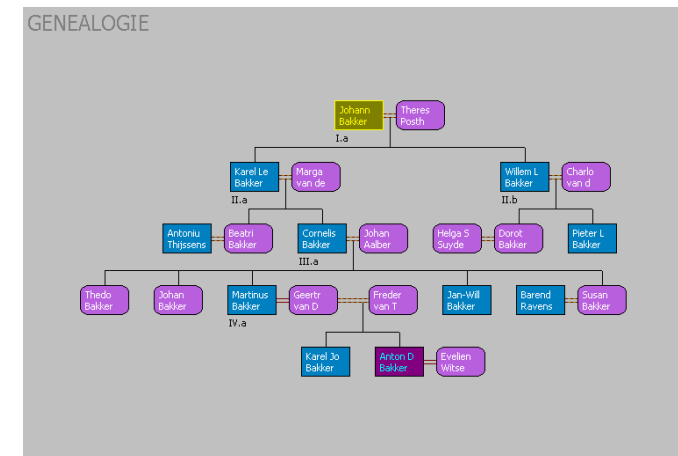 GENEALOGIE
Johann
Bakker
Theres
Posth
I.a
Karel Le
Bakker
Marga
van de
II.a
Willem L
Bakker
Charlo
van d
II.b
Antoniu
Thijssens
Beatri
Bakker
Cornelis
Bakker
Johan
Aalber
III.a
Helga S
Suyde
Dorot
Bakker
Pieter L
Bakker
Thedo
Bakker
Johan
Bakker
Martinus
Bakker
Geertr
van D
Freder
van T
IV.a
Jan-Will
Bakker
Barend
Ravens
Susan
Bakker
Karel Jo
Bakker
Anton D
Bakker
Evelien
Witse